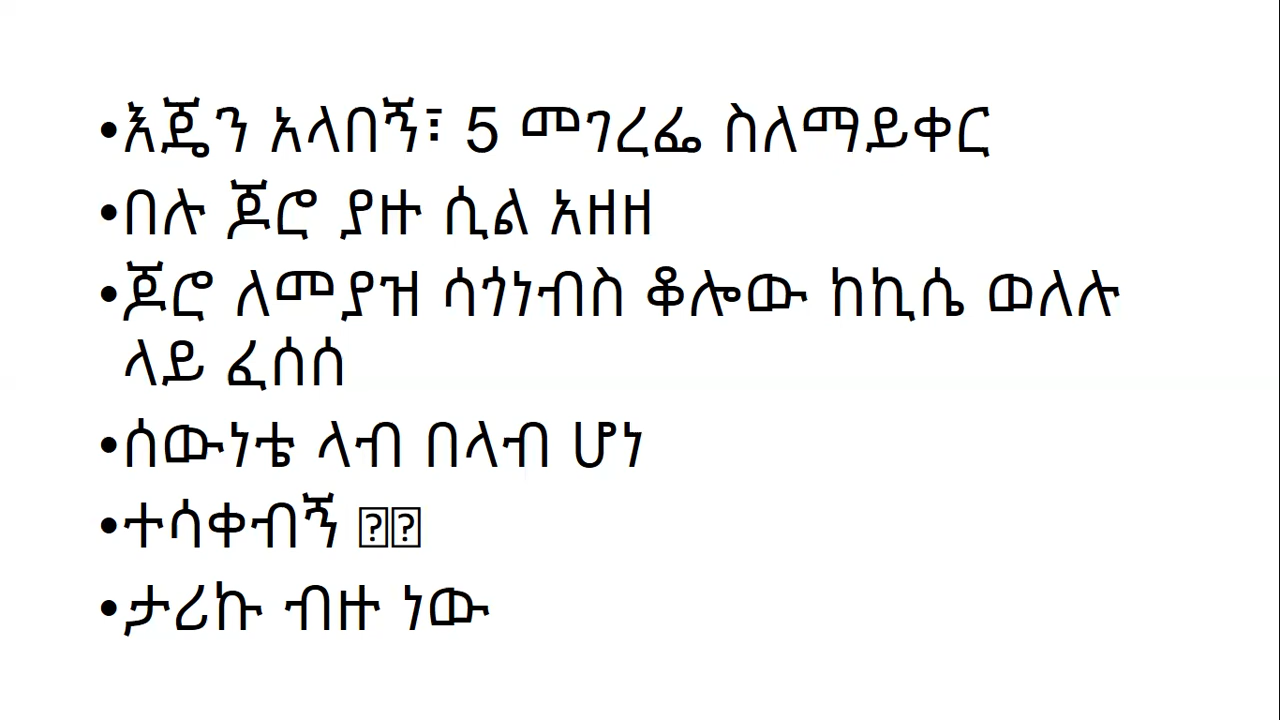 •እጄን አላበኝ፣ 5 መገረፌ ስለማይቀር
•በሉ ጆሮ ያዙ ሲል አዘዘ
•ጆሮ ለመያዝ ሳጎነብስ ቆሎው ከኪሴ ወለሉ
ላይ ፈሰሰ
•ሰውነቴ ላብ በላብ ሆነ
•ተሳቀብኝ
•ታሪኩ ብዙ ነው